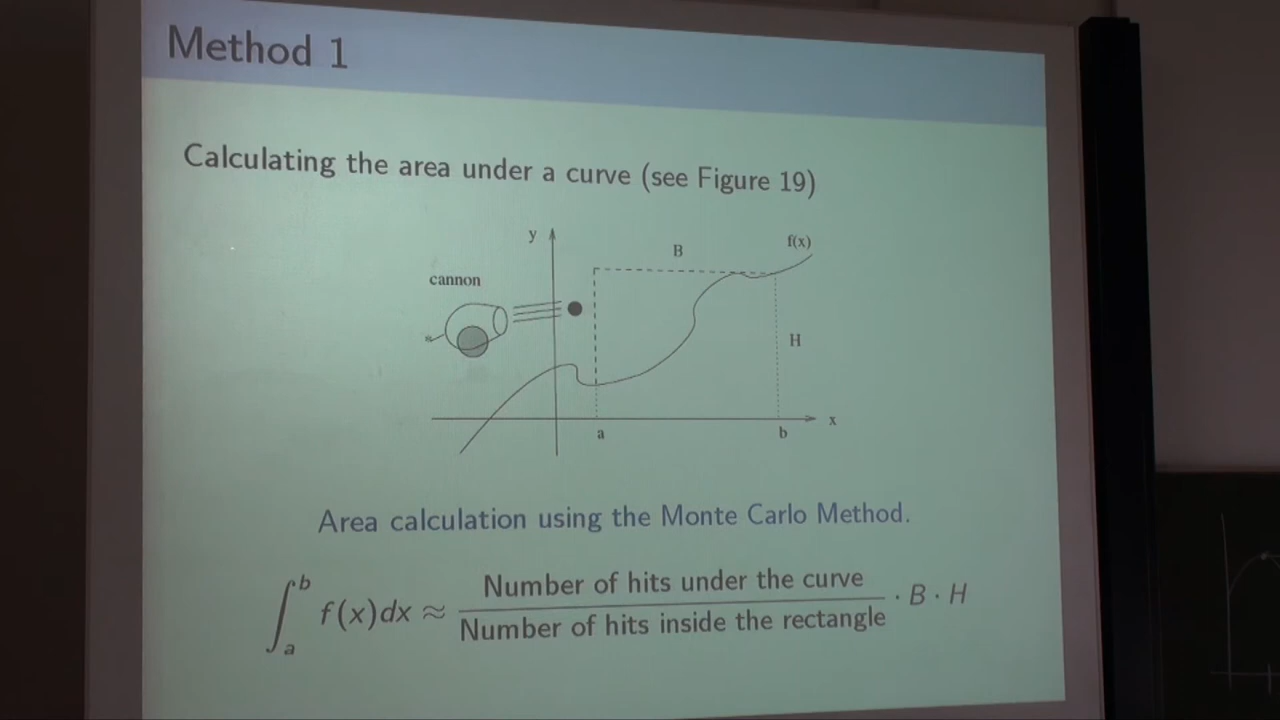 Method 1
Calculating the area under a curve (see Figure 19)
y
B
f(x)
cannon
H
x
a
b
Area calculation using the Monte Carlo Method.
∫_a^b f(x)dx ≈ Number of hits under the curve / Number of hits inside the rectangle · B · H